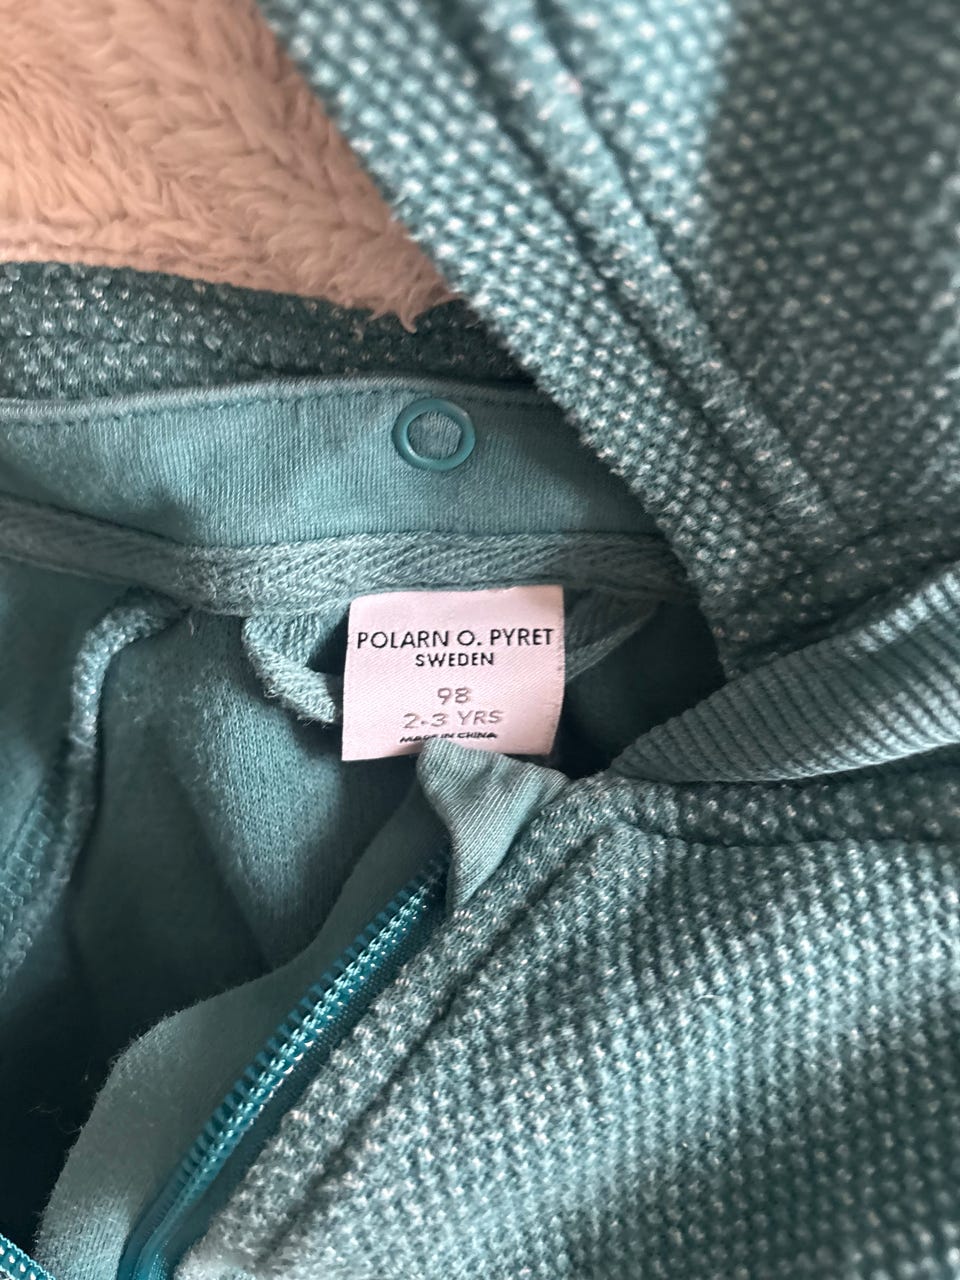 POLARN O. PYRET
SWEDEN
98
2-3 YRS
MADE IN CHINA